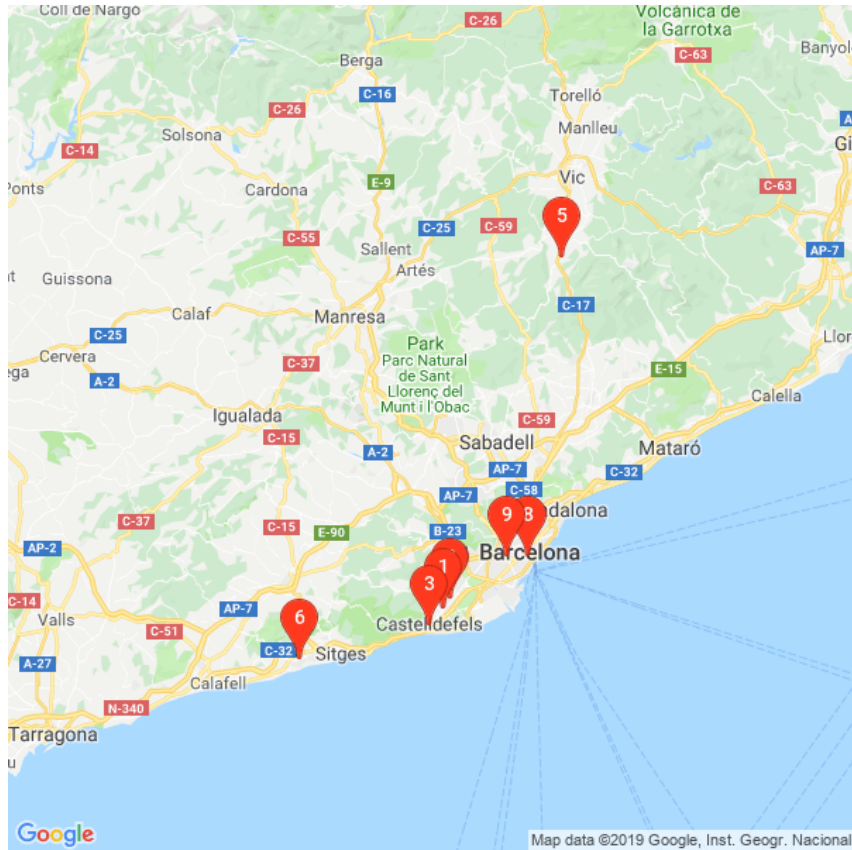 Coll de Nargo
C-26
Volcànica de
la Garrotxa
Banyol
Berga
C-63
C-16
Torelló
C-26
Manlleu
A
Solsona
C-14
Gi
Vic
E-9
Ponts
Cardona
C-63
5
C-59
C-25
C-55
Sallent
AP-7
Artés
nt
Guissona
C-17
Calaf
Manresa
C-25
Park
Parc Natural
de Sant
Llorenç del
Munt i l'Obac
Llor
Cervera
C-37
E-15
ega
A-2
Calella
Igualada
C-59
C-15
Sabadell
Mataró
A-2
AP-7
C-32
C-58
AP-7
dalona
C-37
9
8
C-15
E-90
B-23
AP-2
Barcelona
1
3
C-14
AP-7
Valls
6
Castelldefels
C-51
C-32
Sitges
A-27
Calafell
N-340
Tarragona
u
Google
Map data ©2019 Google, Inst. Geogr. Nacional